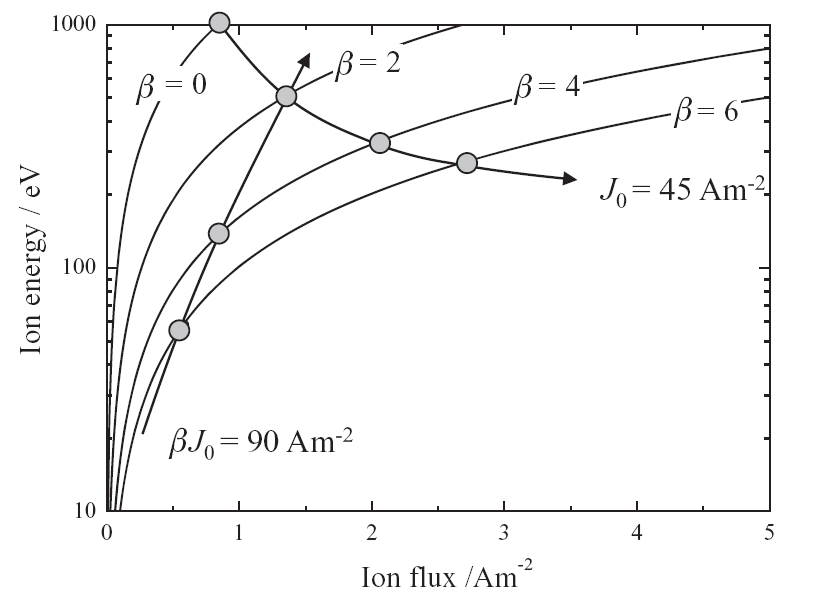 1000
β = 0
β = 2
β = 4
β = 6
J₀ = 45 Am⁻²
Ion energy / eV
100
βJ₀ = 90 Am⁻²
10
0 1 2 3 4 5
Ion flux /Am⁻²